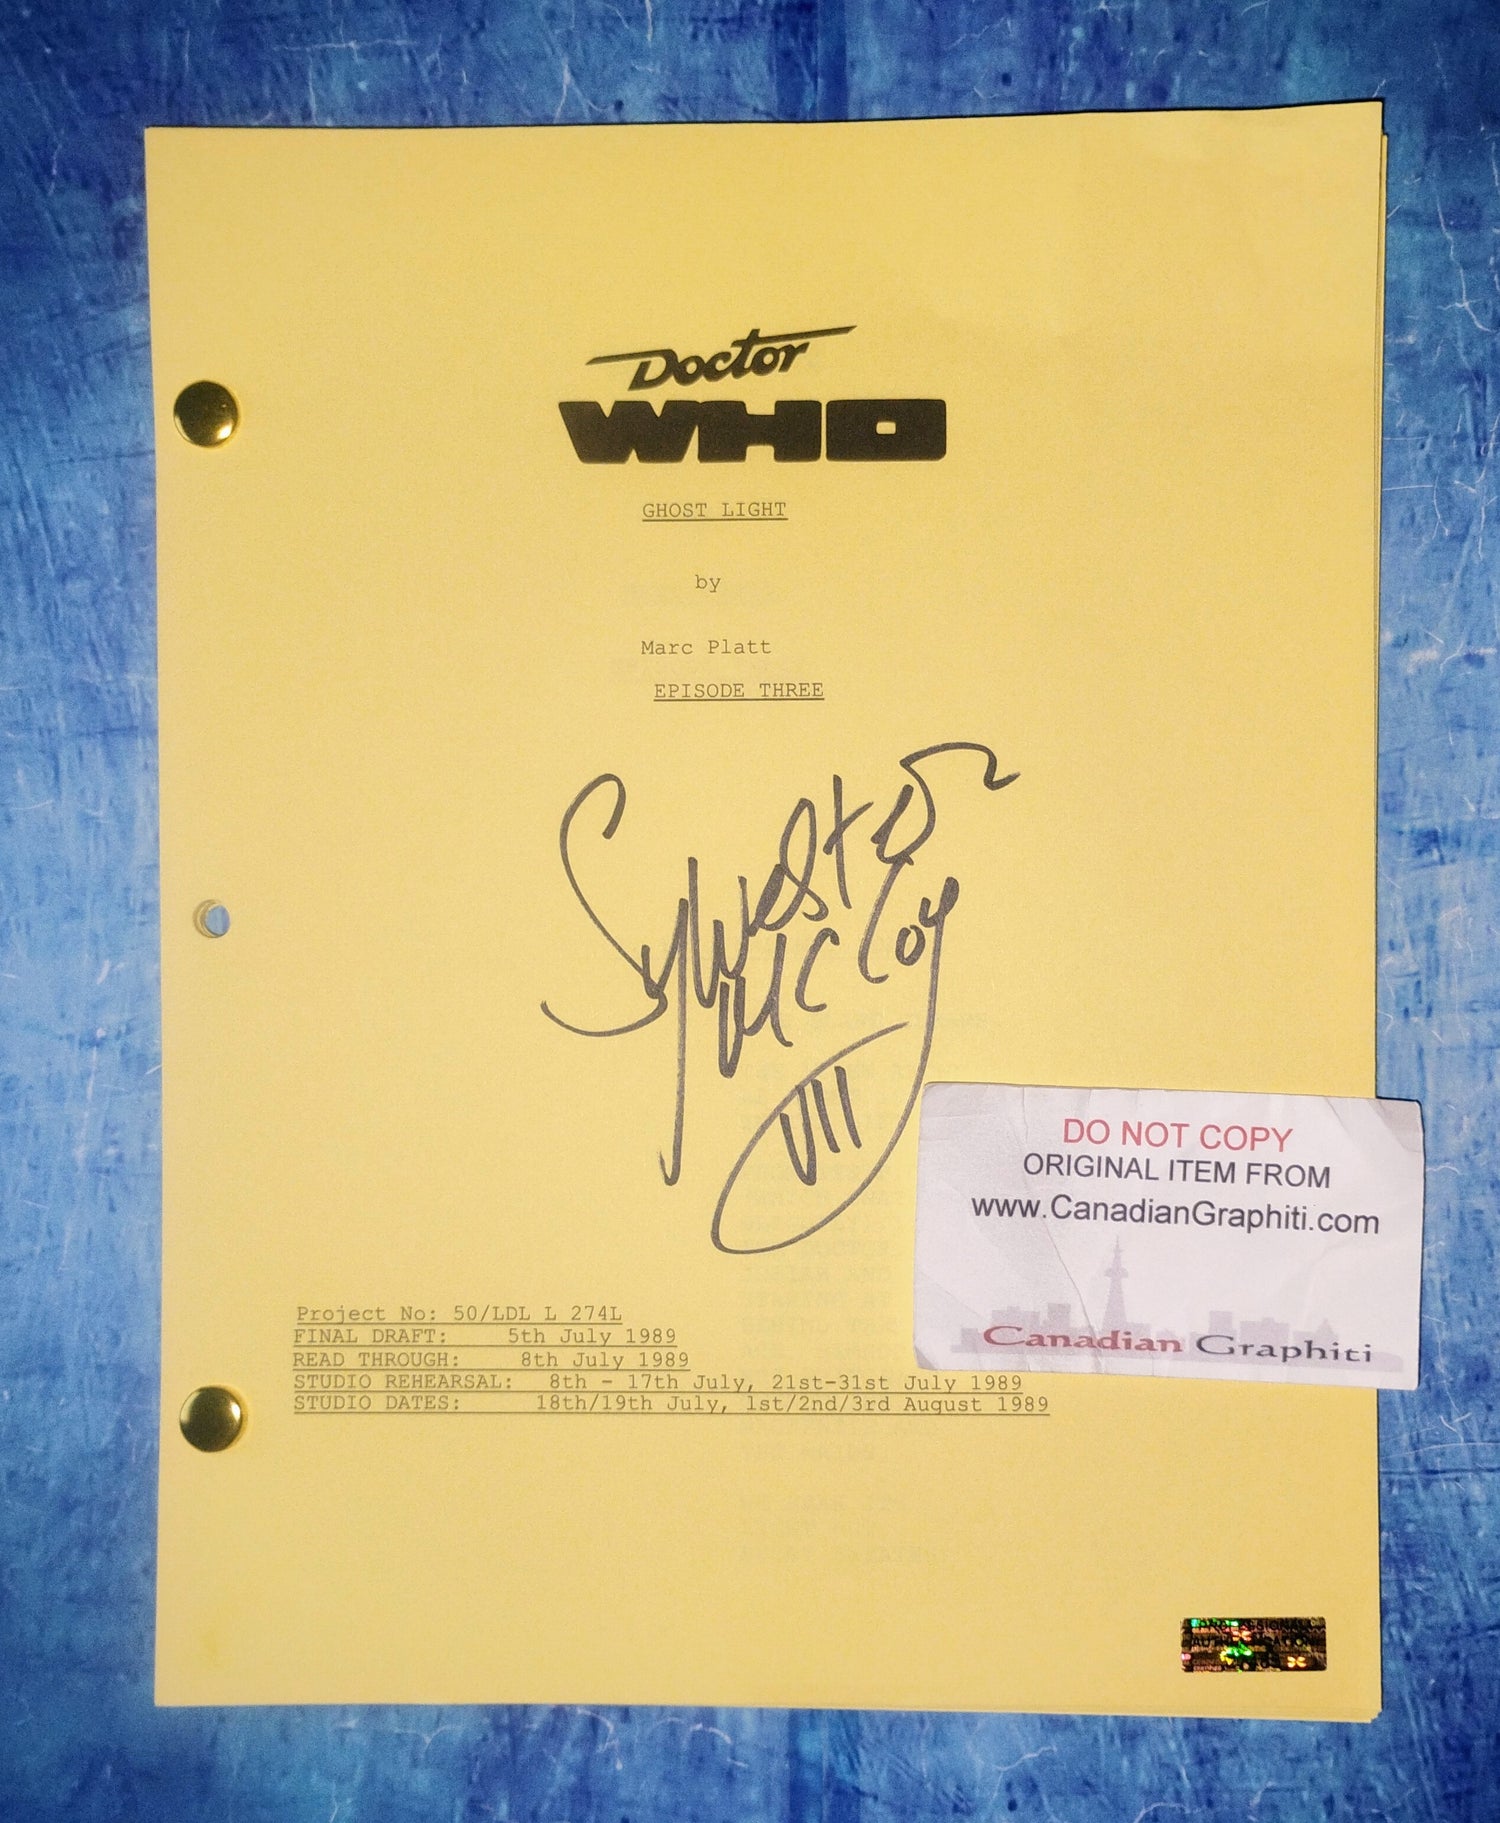 Doctor
WHO
GHOST LIGHT
by
Marc Platt
EPISODE THREE
Sylvester
McCoy
VII
DO NOT COPY
ORIGINAL ITEM FROM
www.CanadianGraphiti.com
Canadian Graphiti
Project No: 50/LDL L 274L
FINAL DRAFT: 5th July 1989
READ THROUGH: 8th July 1989
STUDIO REHEARSAL: 8th - 17th July, 21st-31st July 1989
STUDIO DATES: 18th/19th July, 1st/2nd/3rd August 1989
PROFESSIONAL
AUTHENTICATION